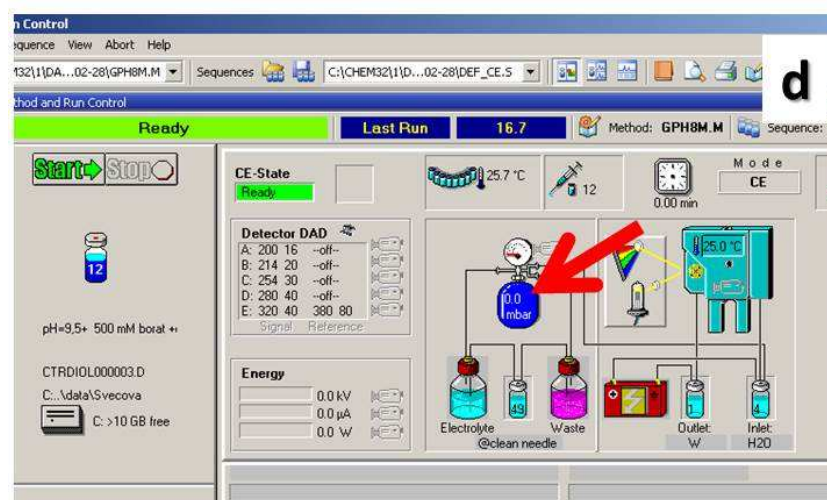 n Control
equence View Abort Help
M32\1\DA...02-28\GPH8M.M Sequences C:\CHEM32\1\D...02-28\DEF_CE.S
d
thod and Run Control
Ready Last Run 16.7 Method: GPH8M.M Sequence:
Start Stop
12
pH=9,5+ 500 mM borat +
CTRDIOL000003.D
C:..\data\Svecova
C: >10 GB free
CE-State
Ready
25.7 °C
12
0.00 min
Mode
CE
Detector DAD
A: 200 16 --off--
B: 214 20 --off--
C: 254 30 --off--
D: 280 40 --off--
E: 320 40 380 80
Signal Reference
Energy
0.0 kV
0.0 µA
0.0 W
0.0
mbar
25.0 °C
49
Electrolyte Waste
@clean needle
Outlet: Inlet:
W H2O